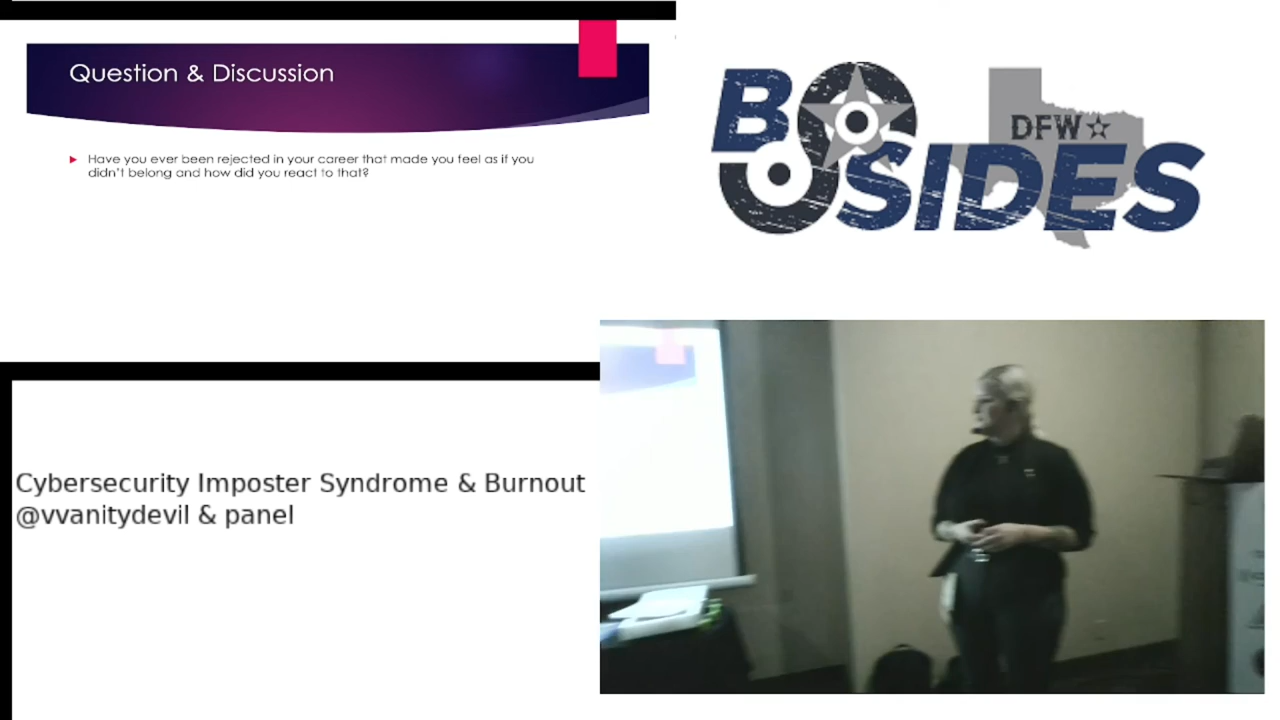 Question & Discussion
Have you ever been rejected in your career that made you feel as if you
didn't belong and how did you react to that?
BSIDES
DFW
Cybersecurity Imposter Syndrome & Burnout
@vvanitydevil & panel